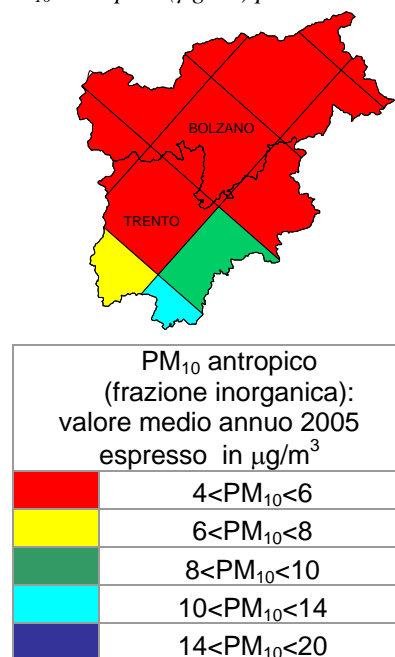 BOLZANO
TRENTO
PM₁₀ antropico
(frazione inorganica):
valore medio annuo 2005
espresso in µg/m³
4<PM₁₀<6
6<PM₁₀<8
8<PM₁₀<10
10<PM₁₀<14
14<PM₁₀<20